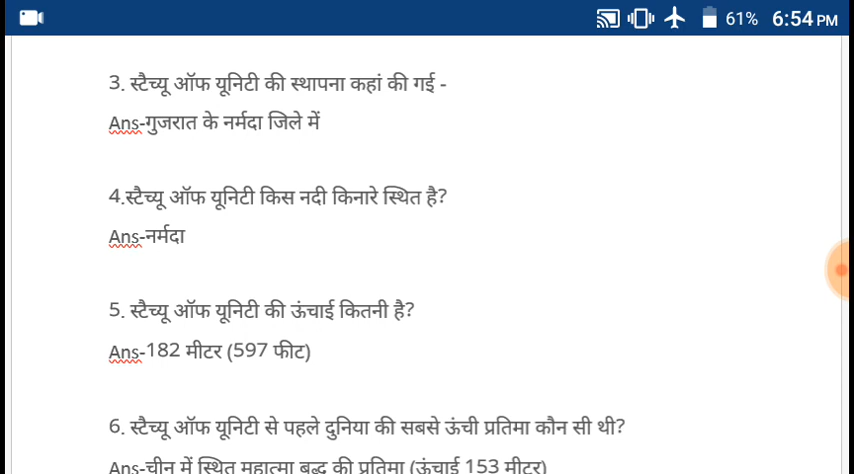 61% 6:54 PM
3. स्टैच्यू ऑफ यूनिटी की स्थापना कहां की गई -
Ans-गुजरात के नर्मदा जिले में
4.स्टैच्यू ऑफ यूनिटी किस नदी किनारे स्थित है?
Ans-नर्मदा
5. स्टैच्यू ऑफ यूनिटी की ऊंचाई कितनी है?
Ans-182 मीटर (597 फीट)
6. स्टैच्यू ऑफ यूनिटी से पहले दुनिया की सबसे ऊंची प्रतिमा कौन सी थी?
Ans-चीन में स्थित महात्मा बुद्ध की प्रतिमा (ऊंचाई 153 मीटर)